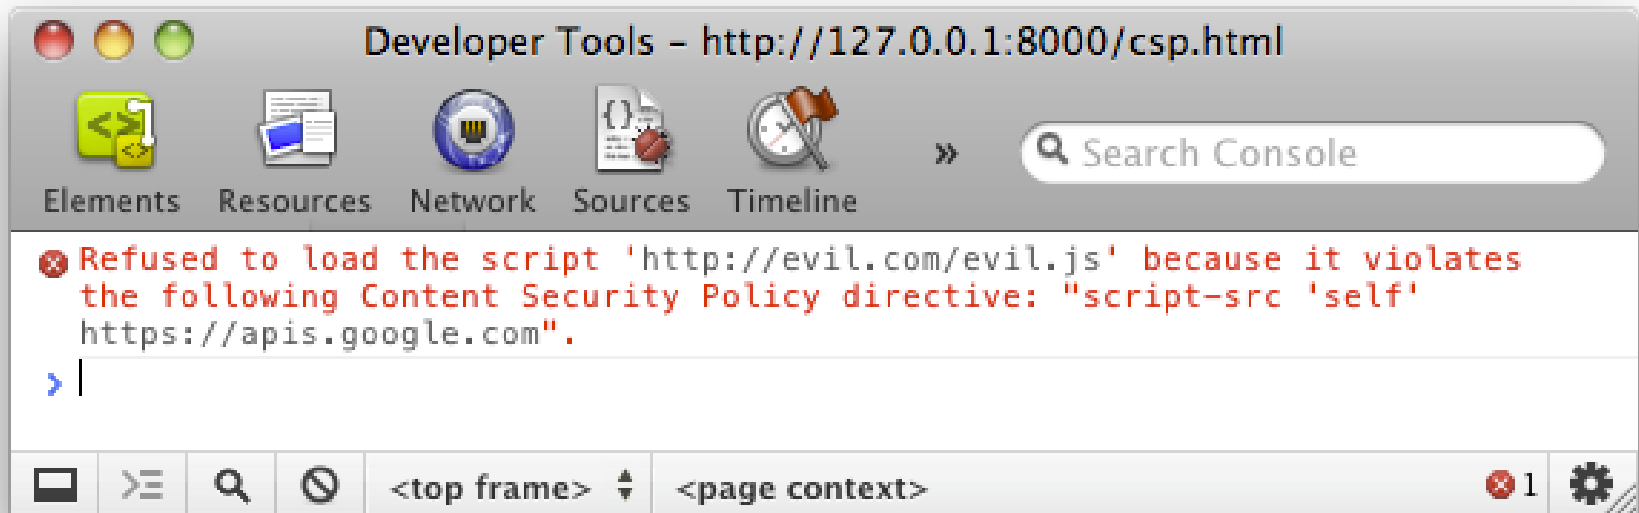 Developer Tools – http://127.0.0.1:8000/csp.html
Elements Resources Network Sources Timeline » Search Console
Refused to load the script 'http://evil.com/evil.js' because it violates
the following Content Security Policy directive: "script-src 'self'
https://apis.google.com".
<top frame> <page context> 1